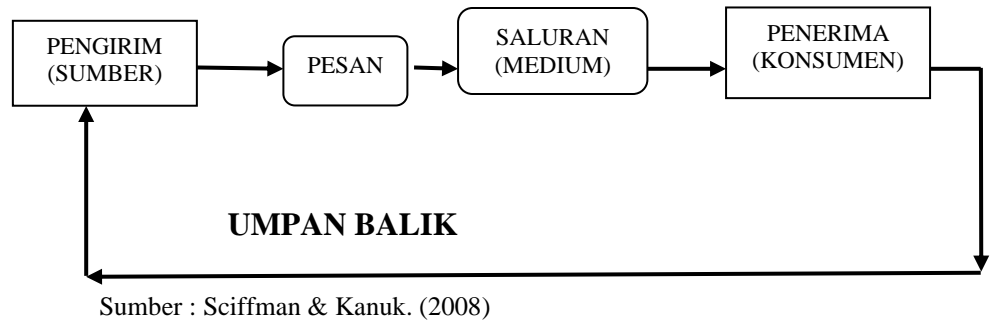 PENGIRIM
(SUMBER)
PESAN
SALURAN
(MEDIUM)
PENERIMA
(KONSUMEN)
UMPAN BALIK
Sumber : Sciffman & Kanuk. (2008)